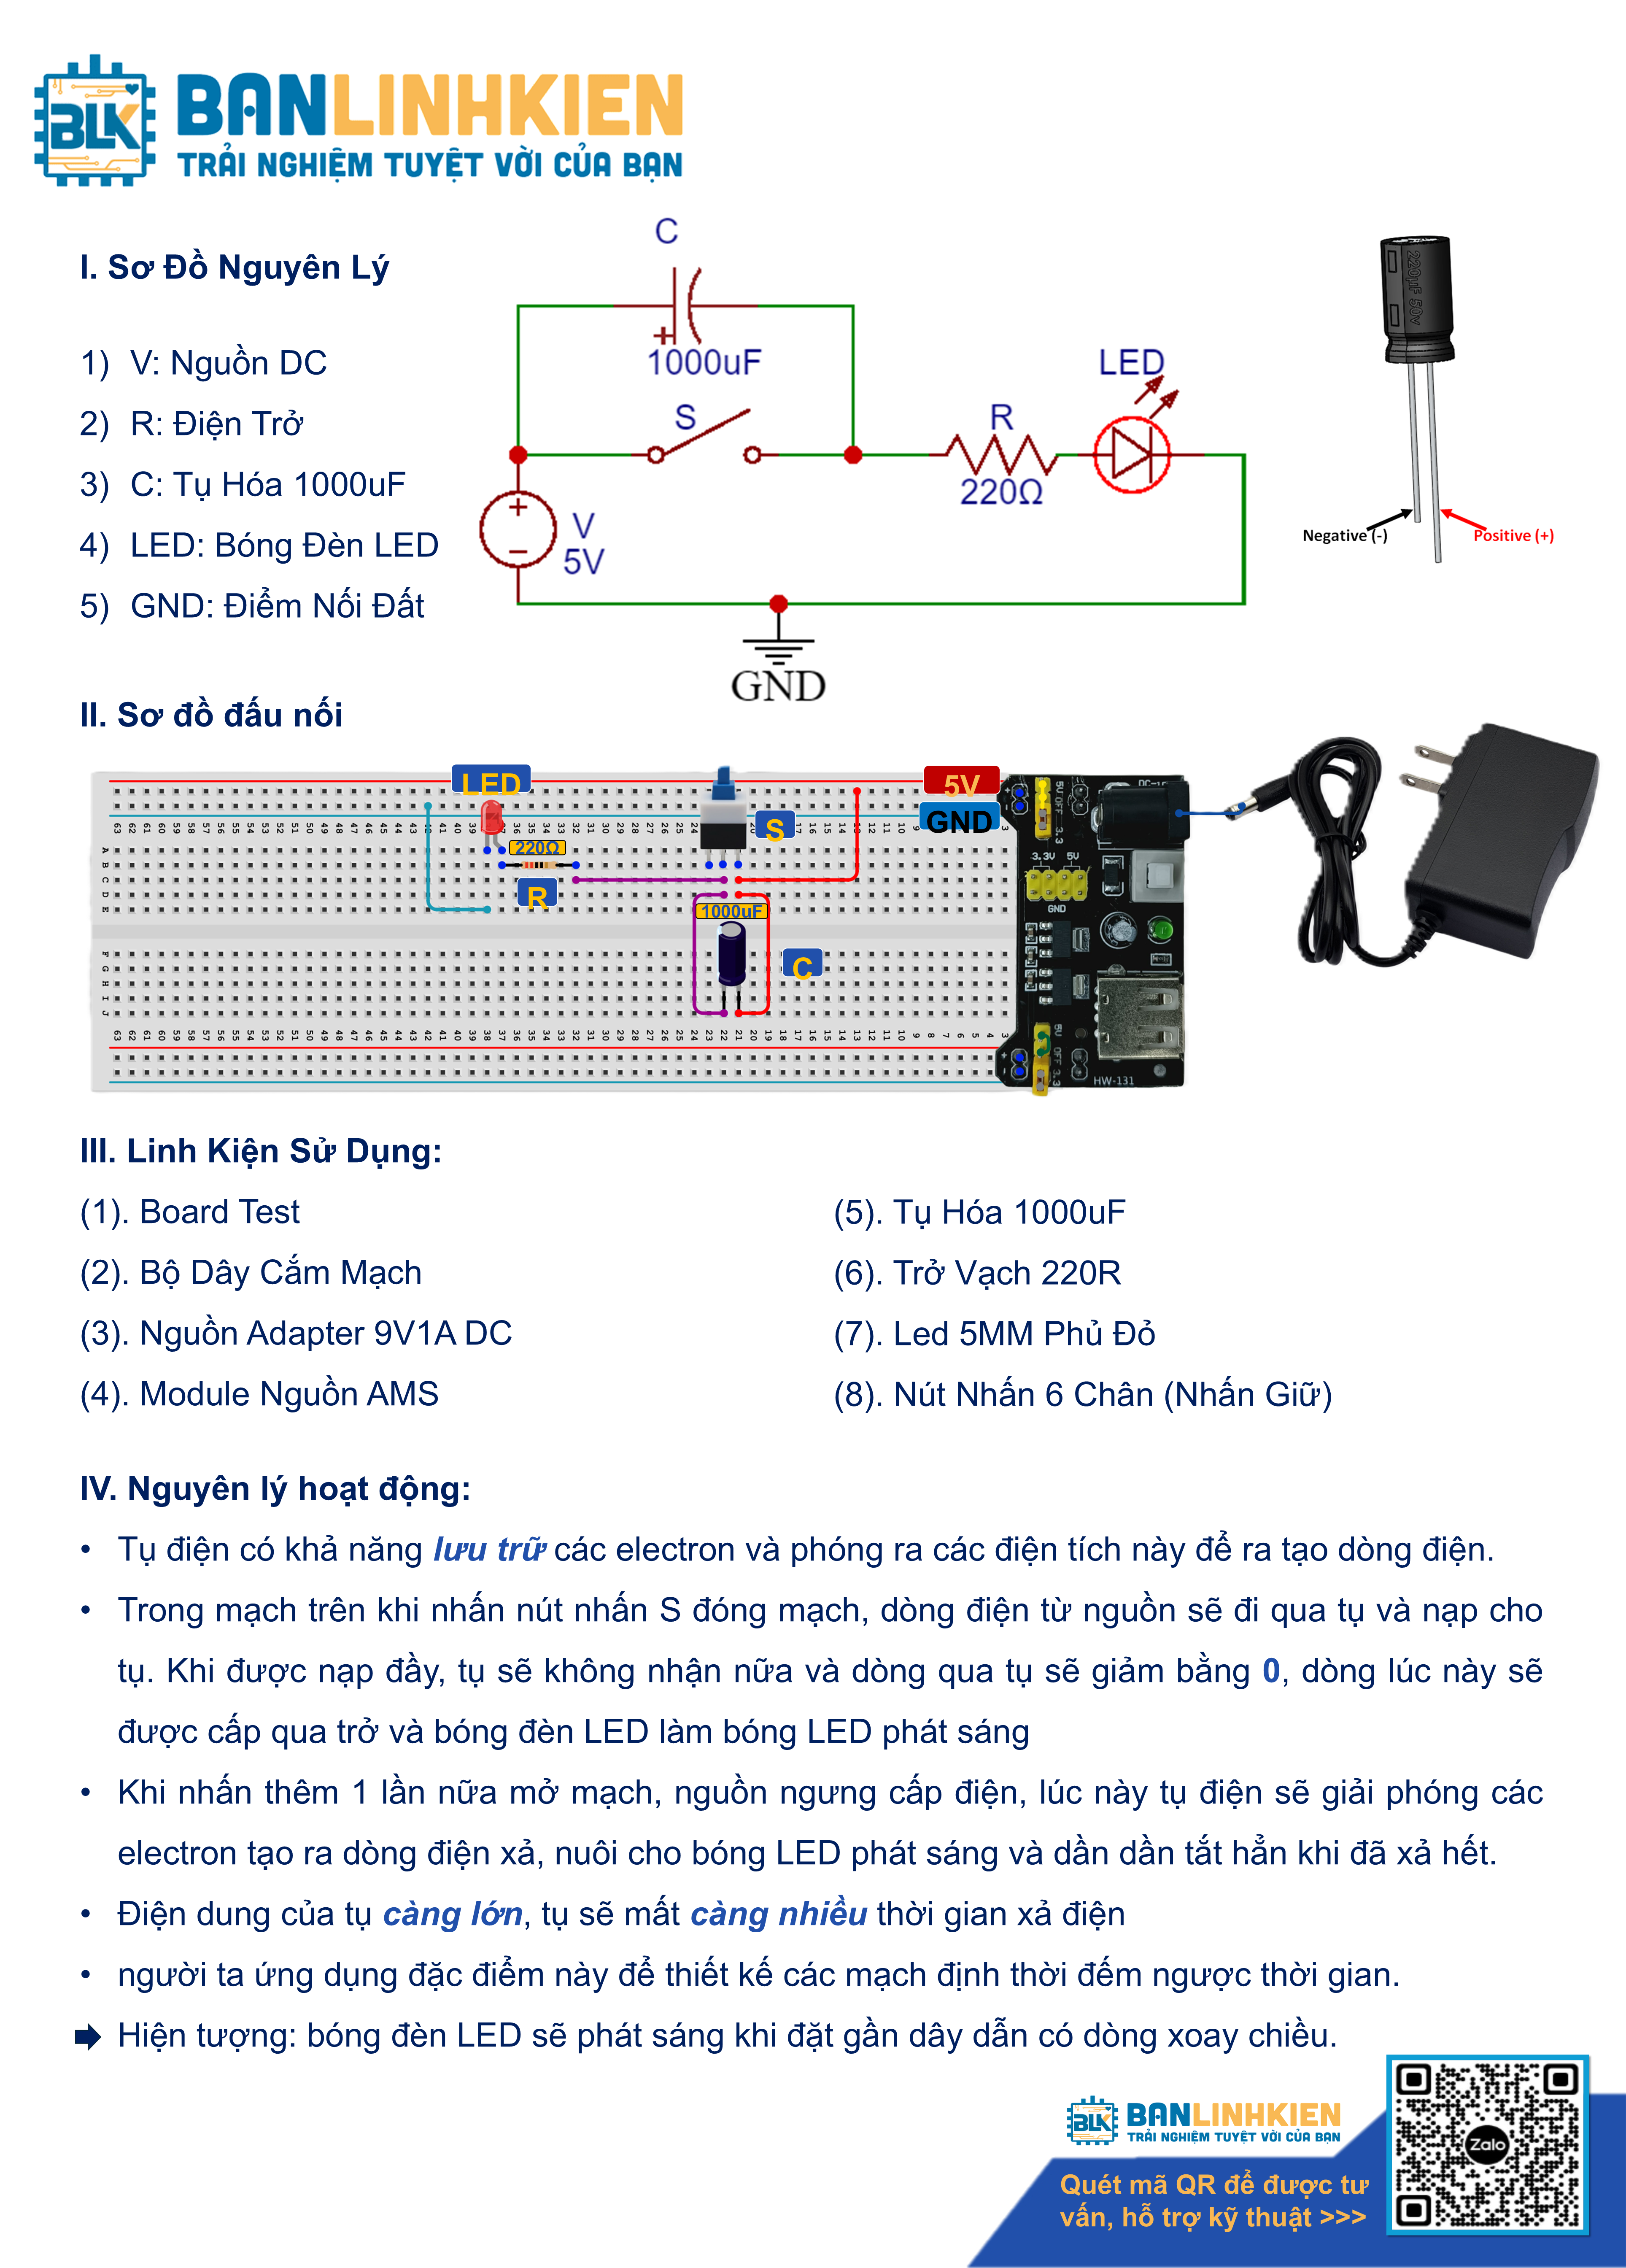 BLK
BANLINHKIEN
TRẢI NGHIỆM TUYỆT VỜI CỦA BẠN
I. Sơ Đồ Nguyên Lý
1) V: Nguồn DC
2) R: Điện Trở
3) C: Tụ Hóa 1000uF
4) LED: Bóng Đèn LED
5) GND: Điểm Nối Đất
C
+
1000uF
S
R
220Ω
LED
+
V
5V
GND
220µF 50v
Negative (-)
Positive (+)
II. Sơ đồ đấu nối
LED
220Ω
R
S
1000uF
C
5V
GND
5V OFF 3.3
3.3V 5V
GND
5V OFF 3.3
HW-131
III. Linh Kiện Sử Dụng:
(1). Board Test
(2). Bộ Dây Cắm Mạch
(3). Nguồn Adapter 9V1A DC
(4). Module Nguồn AMS
(5). Tụ Hóa 1000uF
(6). Trở Vạch 220R
(7). Led 5MM Phủ Đỏ
(8). Nút Nhấn 6 Chân (Nhấn Giữ)
IV. Nguyên lý hoạt động:
• Tụ điện có khả năng lưu trữ các electron và phóng ra các điện tích này để ra tạo dòng điện.
• Trong mạch trên khi nhấn nút nhấn S đóng mạch, dòng điện từ nguồn sẽ đi qua tụ và nạp cho
tụ. Khi được nạp đầy, tụ sẽ không nhận nữa và dòng qua tụ sẽ giảm bằng 0, dòng lúc này sẽ
được cấp qua trở và bóng đèn LED làm bóng LED phát sáng
• Khi nhấn thêm 1 lần nữa mở mạch, nguồn ngưng cấp điện, lúc này tụ điện sẽ giải phóng các
electron tạo ra dòng điện xả, nuôi cho bóng LED phát sáng và dần dần tắt hẳn khi đã xả hết.
• Điện dung của tụ càng lớn, tụ sẽ mất càng nhiều thời gian xả điện
• người ta ứng dụng đặc điểm này để thiết kế các mạch định thời đếm ngược thời gian.
Hiện tượng: bóng đèn LED sẽ phát sáng khi đặt gần dây dẫn có dòng xoay chiều.
BLK
BANLINHKIEN
TRẢI NGHIỆM TUYỆT VỜI CỦA BẠN
Quét mã QR để được tư
vấn, hỗ trợ kỹ thuật >>>
Zalo